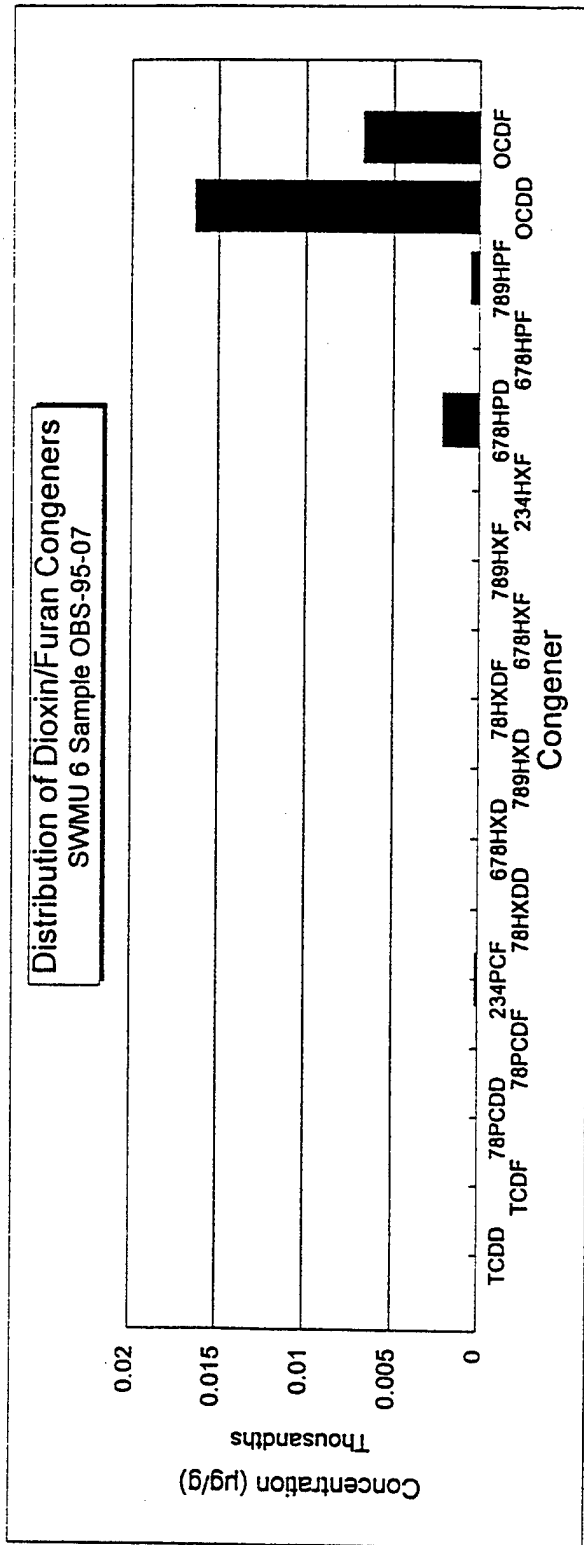 Distribution of Dioxin/Furan Congeners
SWMU 6 Sample OBS-95-07
Concentration (µg/g)
Thousandths
0.02
0.015
0.01
0.005
0
TCDD
TCDF
78PCDD
78PCDF
234PCF
78HXDD
678HXD
789HXD
78HXDF
678HXF
789HXF
234HXF
678HPD
678HPF
789HPF
OCDD
OCDF
Congener